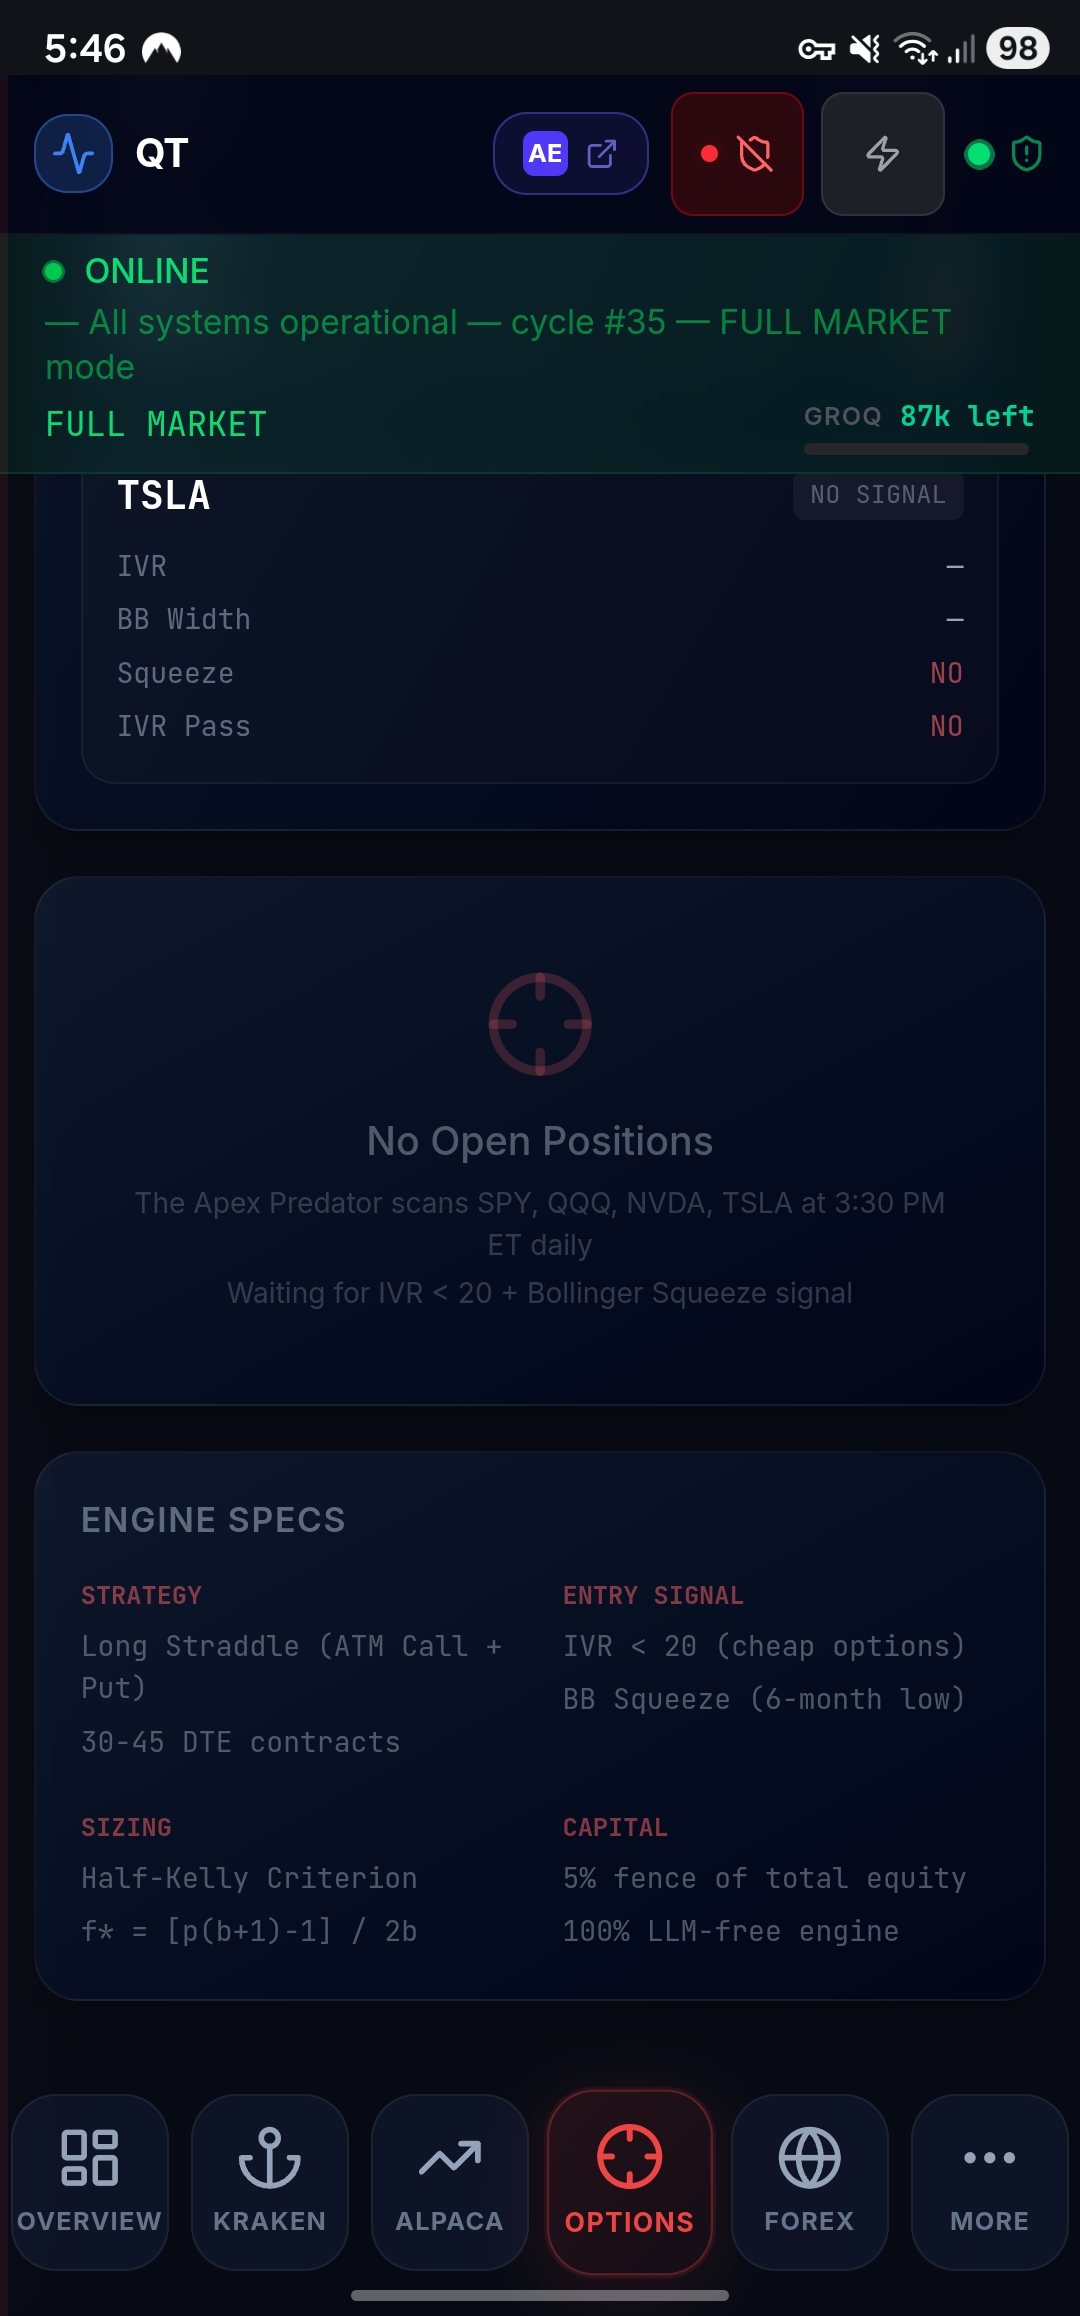 5:46
98
QT
AE
ONLINE
— All systems operational — cycle #35 — FULL MARKET
mode
FULL MARKET
GROQ 87k left
TSLA
NO SIGNAL
IVR —
BB Width —
Squeeze NO
IVR Pass NO
No Open Positions
The Apex Predator scans SPY, QQQ, NVDA, TSLA at 3:30 PM
ET daily
Waiting for IVR < 20 + Bollinger Squeeze signal
ENGINE SPECS
STRATEGY
Long Straddle (ATM Call +
Put)
30-45 DTE contracts
ENTRY SIGNAL
IVR < 20 (cheap options)
BB Squeeze (6-month low)
SIZING
Half-Kelly Criterion
f* = [p(b+1)-1] / 2b
CAPITAL
5% fence of total equity
100% LLM-free engine
OVERVIEW
KRAKEN
ALPACA
OPTIONS
FOREX
MORE